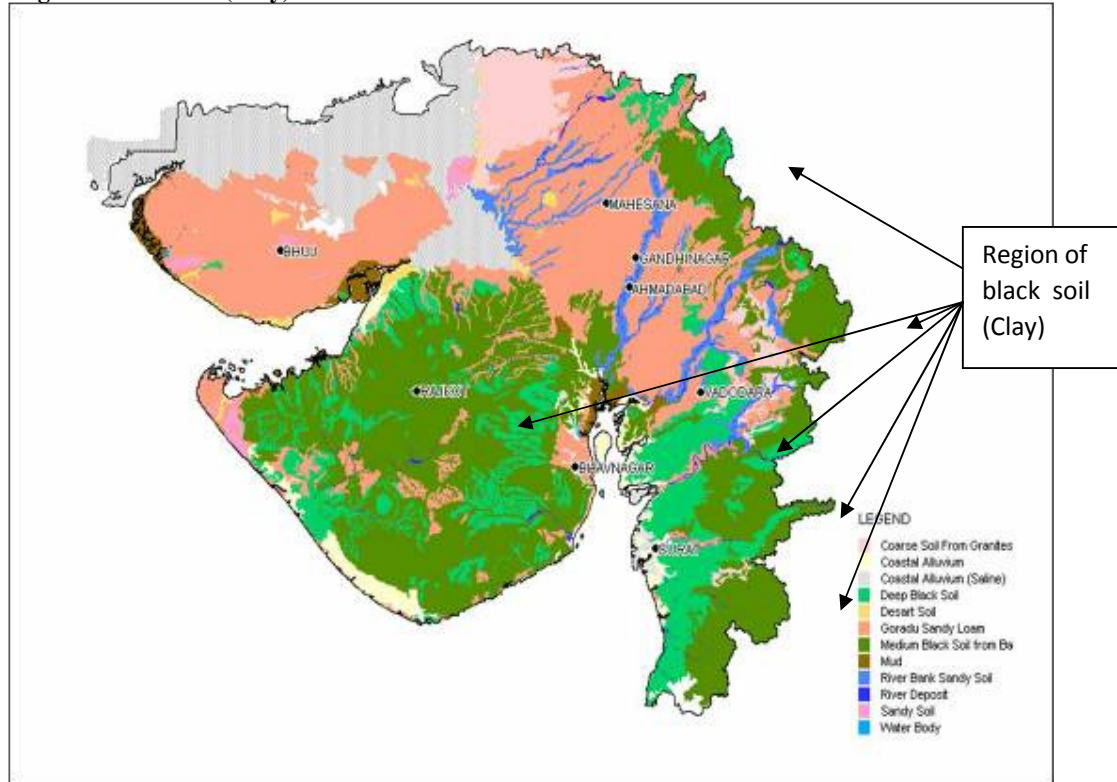 MAHESANA
BHUJ
GANDHINAGAR
AHMADABAD
Region of
black soil
(Clay)
RAJKOT
VADODARA
BHAVNAGAR
SURAT
LEGEND
Coarse Soil From Granites
Coastal Alluvium
Coastal Alluvium (Saline)
Deep Black Soil
Desart Soil
Goradu Sandy Loam
Medium Black Soil from Ba
Mud
River Bank Sandy Soil
River Deposit
Sandy Soil
Water Body